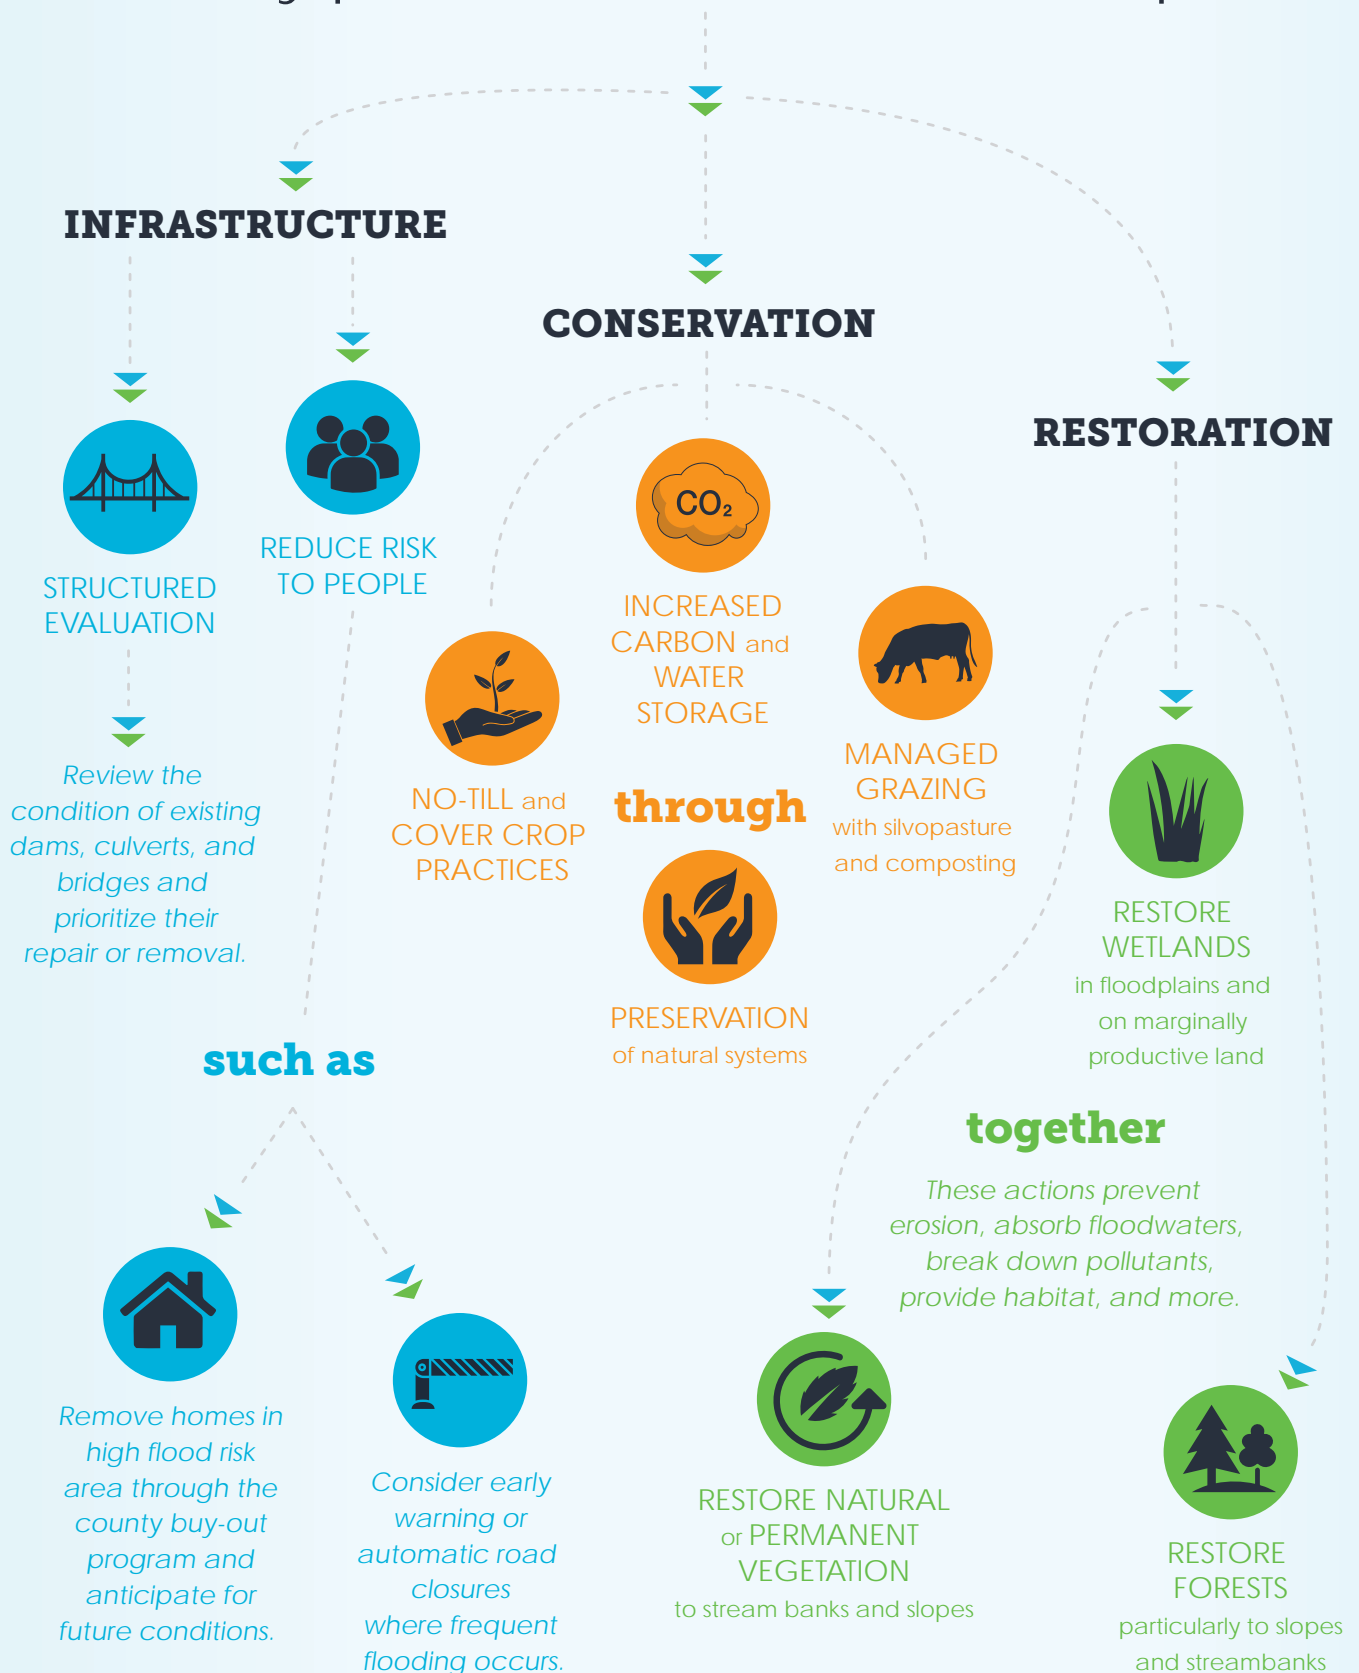 INFRASTRUCTURE
STRUCTURED
EVALUATION
Review the
condition of existing
dams, culverts, and
bridges and
prioritize their
repair or removal.
REDUCE RISK
TO PEOPLE
such as
Remove homes in
high flood risk
area through the
county buy-out
program and
anticipate for
future conditions.
Consider early
warning or
automatic road
closures
where frequent
flooding occurs.
CONSERVATION
NO-TILL and
COVER CROP
PRACTICES
CO₂
INCREASED
CARBON and
WATER
STORAGE
through
PRESERVATION
of natural systems
MANAGED
GRAZING
with silvopasture
and composting
RESTORATION
RESTORE
WETLANDS
in floodplains and
on marginally
productive land
together
These actions prevent
erosion, absorb floodwaters,
break down pollutants,
provide habitat, and more.
RESTORE NATURAL
or PERMANENT
VEGETATION
to stream banks and slopes
RESTORE
FORESTS
particularly to slopes
and streambanks